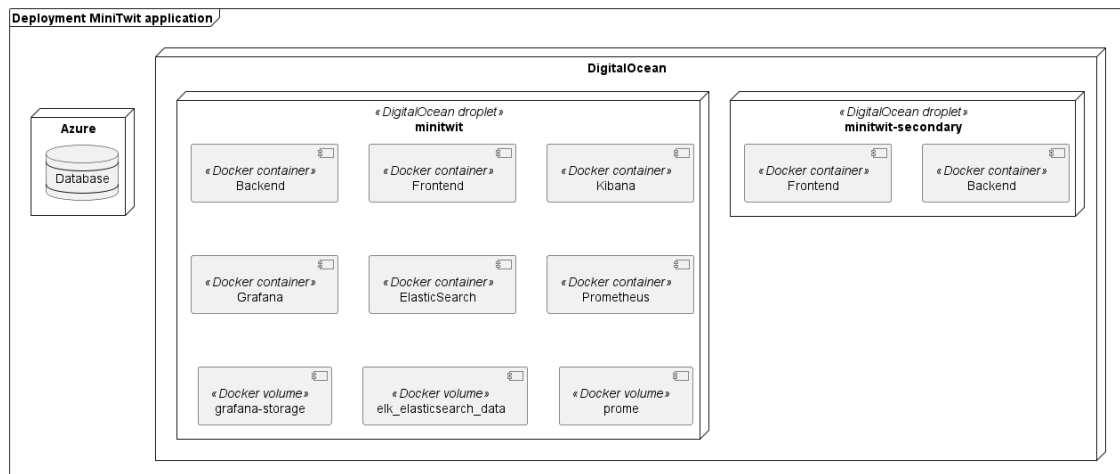 Deployment MiniTwit application
DigitalOcean
Azure
Database
«DigitalOcean droplet»
minitwit
«Docker container»
Backend
«Docker container»
Frontend
«Docker container»
Kibana
«Docker container»
Grafana
«Docker container»
ElasticSearch
«Docker container»
Prometheus
«Docker volume»
grafana-storage
«Docker volume»
elk_elasticsearch_data
«Docker volume»
prome
«DigitalOcean droplet»
minitwit-secondary
«Docker container»
Frontend
«Docker container»
Backend